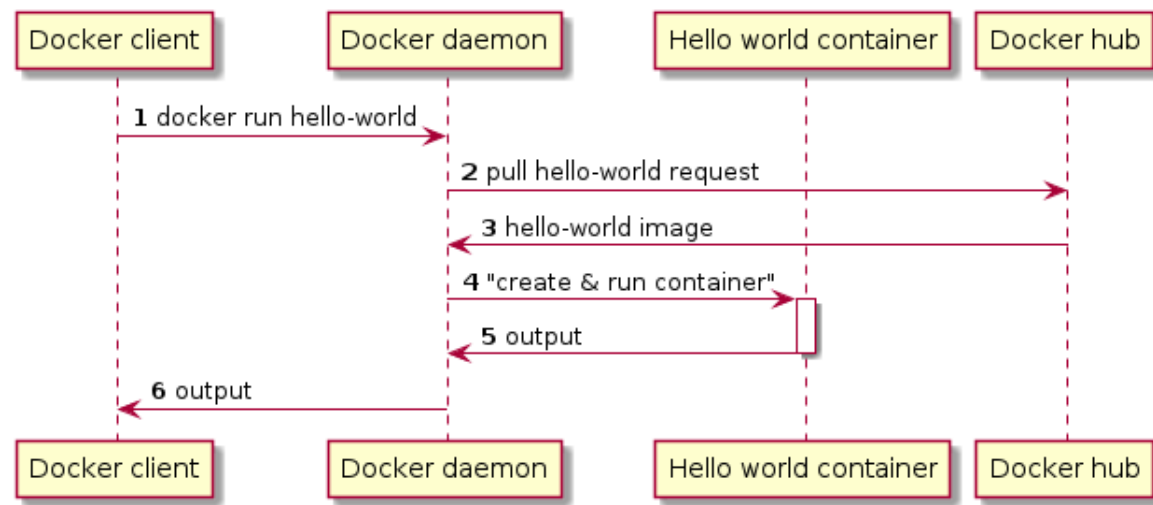 Docker client
Docker daemon
Hello world container
Docker hub
1 docker run hello-world
2 pull hello-world request
3 hello-world image
4 "create & run container"
5 output
6 output
Docker client
Docker daemon
Hello world container
Docker hub